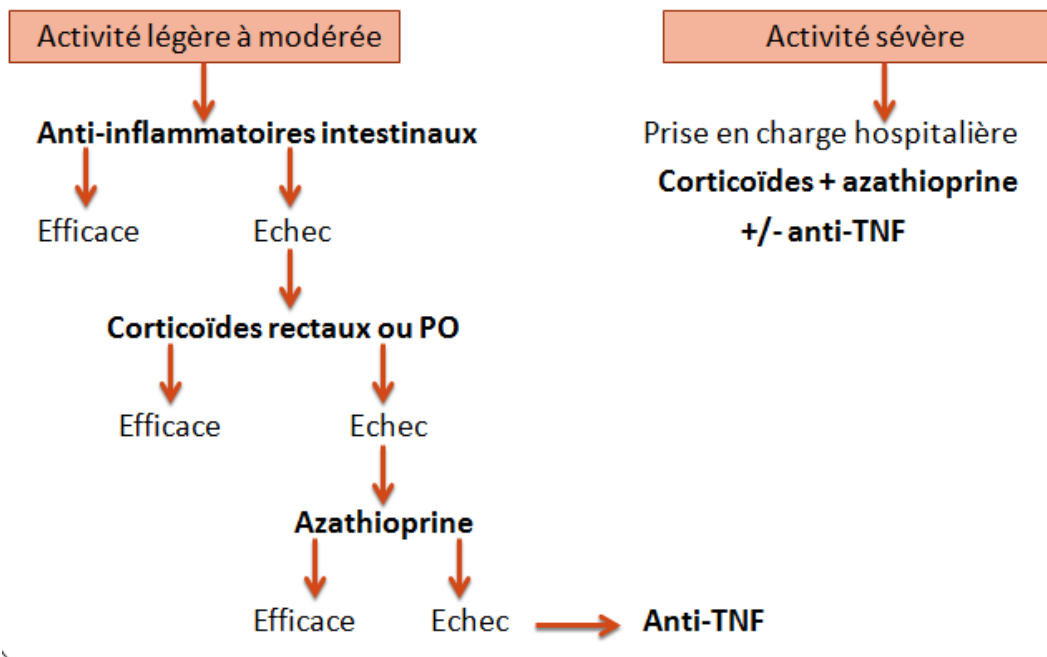 Activité légère à modérée
Anti-inflammatoires intestinaux
Efficace
Echec
Corticoïdes rectaux ou PO
Efficace
Echec
Azathioprine
Efficace
Echec
Anti-TNF
Activité sévère
Prise en charge hospitalière
Corticoïdes + azathioprine
+/- anti-TNF